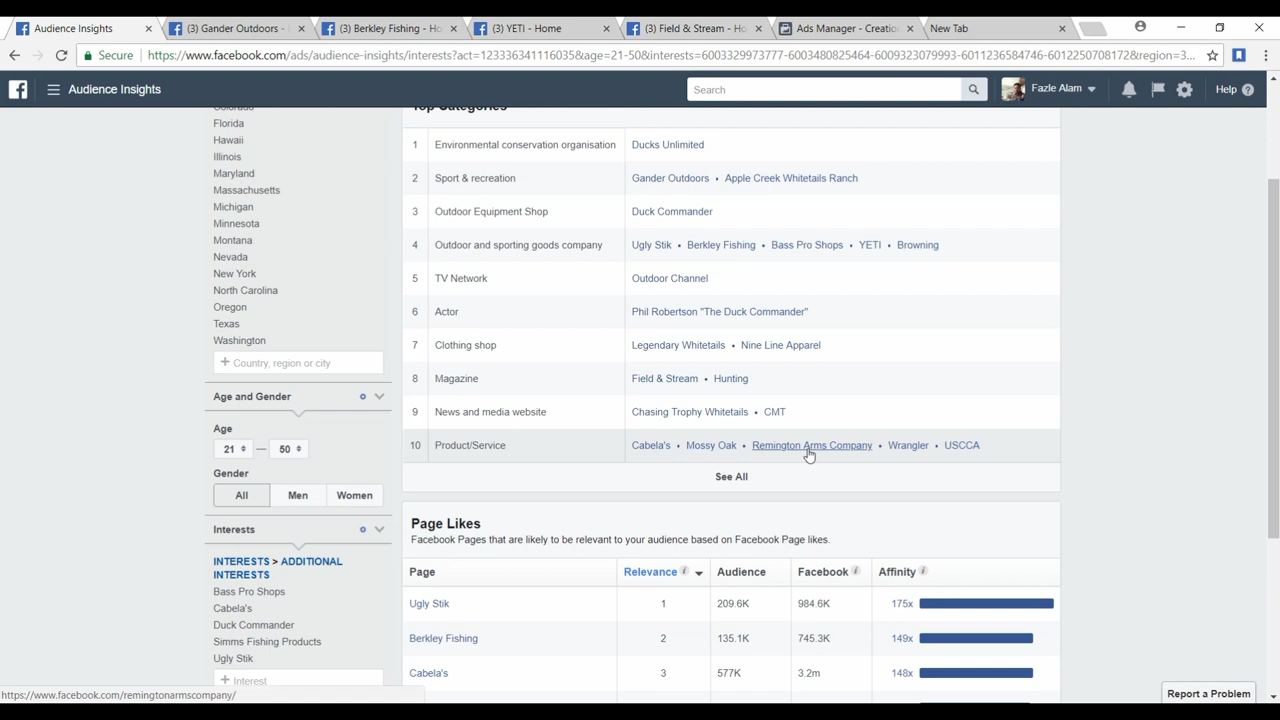 Audience Insights
(3) Gander Outdoors -
(3) Berkley Fishing - Ho
(3) YETI - Home
(3) Field & Stream - Ho
Ads Manager - Creation
New Tab
Secure
https://www.facebook.com/ads/audience-insights/interests?act=123336341116035&age=21-50&interests=6003329973777-6003480825464-6009323079993-6011236584746-6012250708172&region=3...
Audience Insights
Search
Fazle Alam
Help
Colorado
Florida
Hawaii
Illinois
Maryland
Massachusetts
Michigan
Minnesota
Montana
Nevada
New York
North Carolina
Oregon
Texas
Washington
+ Country, region or city
Age and Gender
Age
21 — 50
Gender
All Men Women
Interests
INTERESTS > ADDITIONAL
INTERESTS
Bass Pro Shops
Cabela's
Duck Commander
Simms Fishing Products
Ugly Stik
+ Interest
Top Categories
1 Environmental conservation organisation Ducks Unlimited
2 Sport & recreation Gander Outdoors • Apple Creek Whitetails Ranch
3 Outdoor Equipment Shop Duck Commander
4 Outdoor and sporting goods company Ugly Stik • Berkley Fishing • Bass Pro Shops • YETI • Browning
5 TV Network Outdoor Channel
6 Actor Phil Robertson "The Duck Commander"
7 Clothing shop Legendary Whitetails • Nine Line Apparel
8 Magazine Field & Stream • Hunting
9 News and media website Chasing Trophy Whitetails • CMT
10 Product/Service Cabela's • Mossy Oak • Remington Arms Company • Wrangler • USCCA
See All
Page Likes
Facebook Pages that are likely to be relevant to your audience based on Facebook Page likes.
Page Relevance Audience Facebook Affinity
Ugly Stik 1 209.6K 984.6K 175x
Berkley Fishing 2 135.1K 745.3K 149x
Cabela's 3 577K 3.2m 148x
https://www.facebook.com/remingtonarmscompany/
Report a Problem